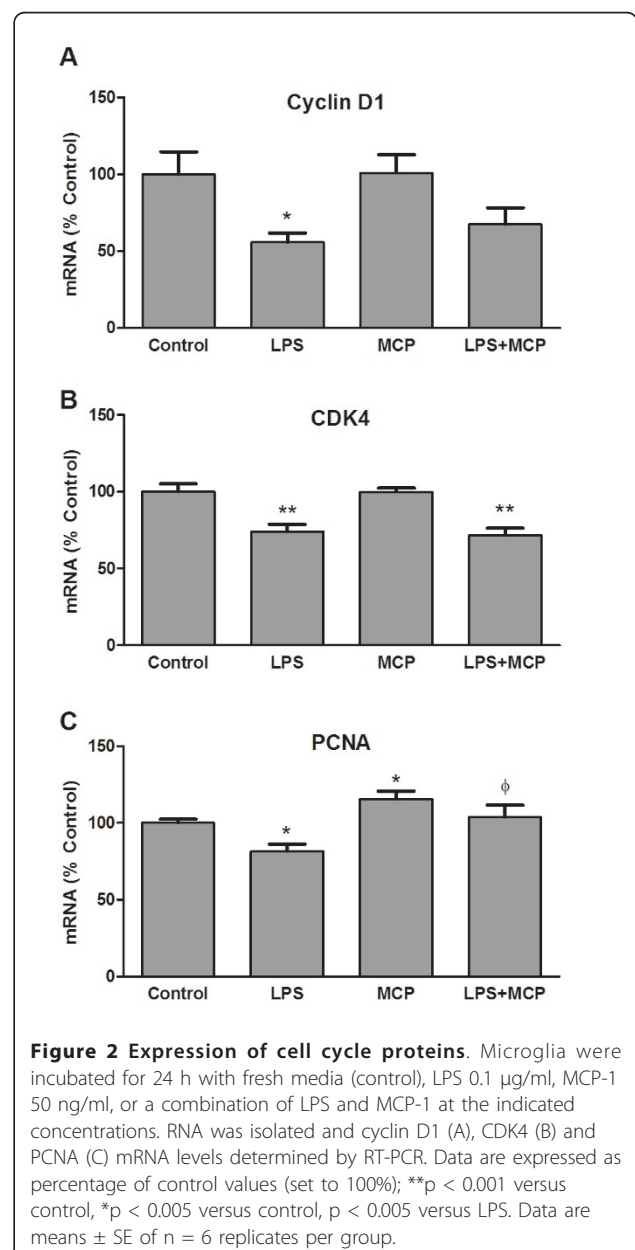 A
Cyclin D1
mRNA (% Control)
150
100
50
0
*
Control LPS MCP LPS+MCP
B
CDK4
mRNA (% Control)
150
100
50
0
** **
Control LPS MCP LPS+MCP
C
PCNA
mRNA (% Control)
150
100
50
0
* * ϕ
Control LPS MCP LPS+MCP
Figure 2 Expression of cell cycle proteins. Microglia were
incubated for 24 h with fresh media (control), LPS 0.1 μg/ml, MCP-1
50 ng/ml, or a combination of LPS and MCP-1 at the indicated
concentrations. RNA was isolated and cyclin D1 (A), CDK4 (B) and
PCNA (C) mRNA levels determined by RT-PCR. Data are expressed as
percentage of control values (set to 100%); **p < 0.001 versus
control, *p < 0.005 versus control, p < 0.005 versus LPS. Data are
means ± SE of n = 6 replicates per group.